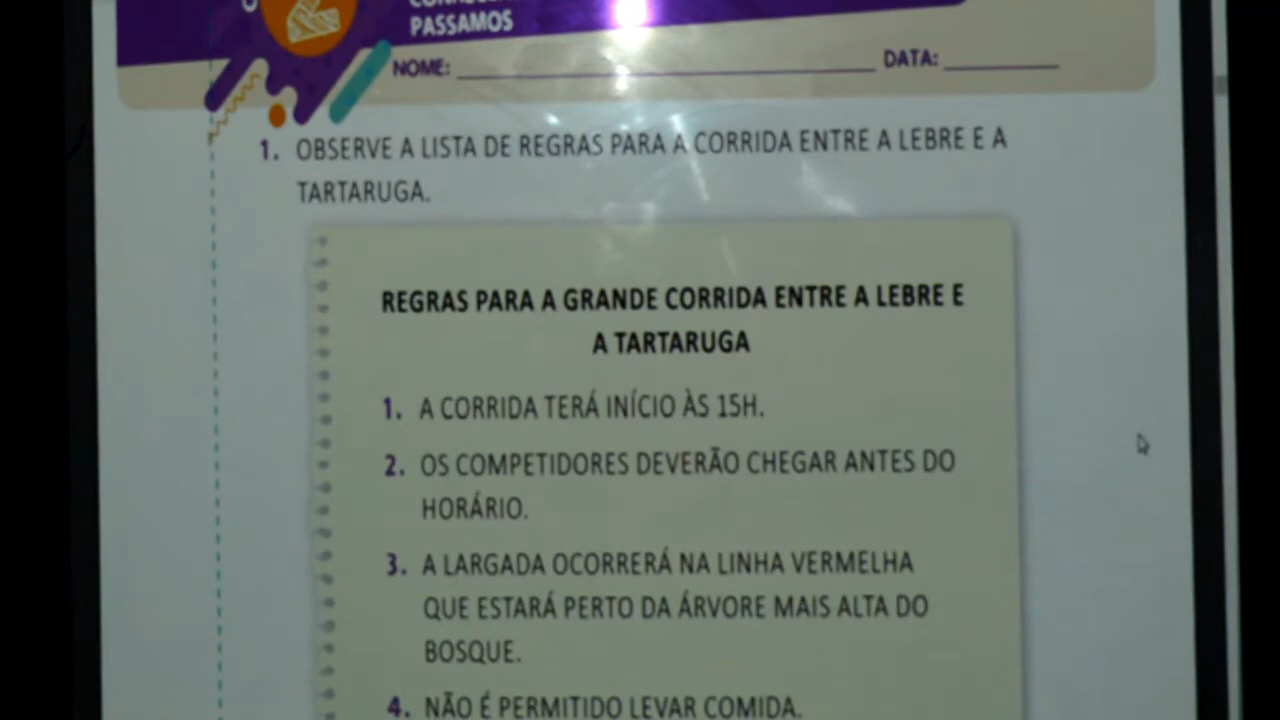 PASSAMOS
NOME: DATA:
1. OBSERVE A LISTA DE REGRAS PARA A CORRIDA ENTRE A LEBRE E A
TARTARUGA.
REGRAS PARA A GRANDE CORRIDA ENTRE A LEBRE E
A TARTARUGA
1. A CORRIDA TERÁ INÍCIO ÀS 15H.
2. OS COMPETIDORES DEVERÃO CHEGAR ANTES DO
HORÁRIO.
3. A LARGADA OCORRERÁ NA LINHA VERMELHA
QUE ESTARÁ PERTO DA ÁRVORE MAIS ALTA DO
BOSQUE.
4. NÃO É PERMITIDO LEVAR COMIDA.